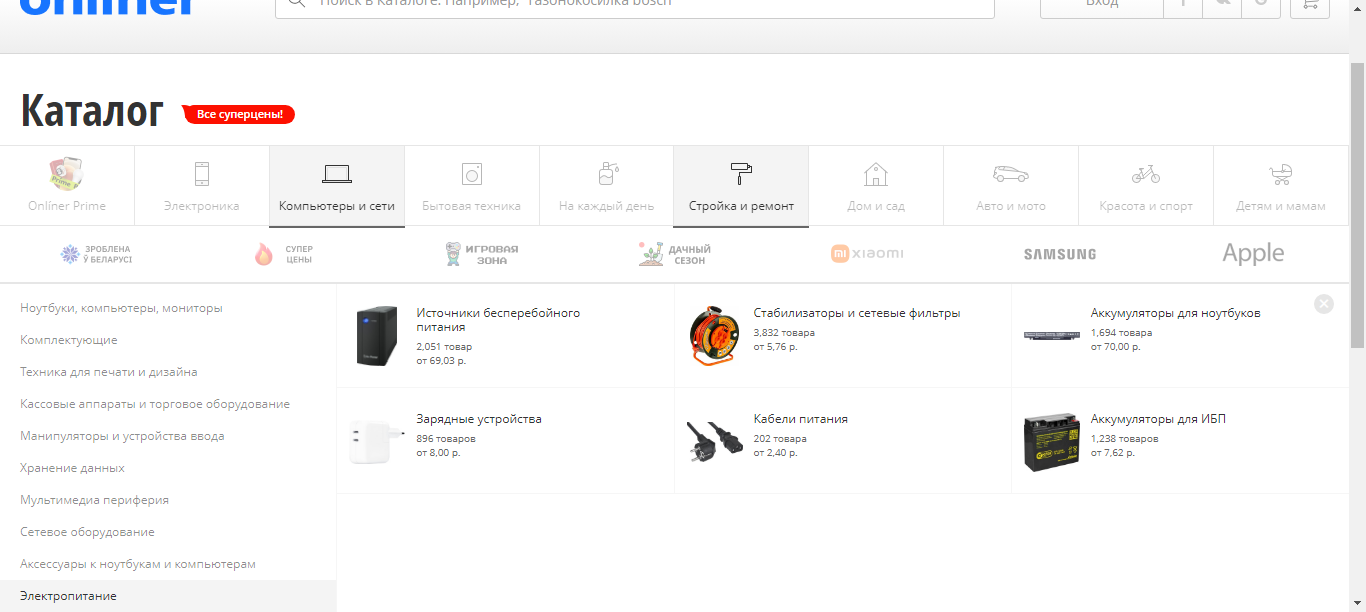 onliner
Поиск в Каталоге. Например, "газонокосилка bosch"
Вход
Каталог
Все суперцены!
Onlíner Prime
Электроника
Компьютеры и сети
Бытовая техника
На каждый день
Стройка и ремонт
Дом и сад
Авто и мото
Красота и спорт
Детям и мамам
ЗРОБЛЕНА
Ў БЕЛАРУСІ
СУПЕР
ЦЕНЫ
ИГРОВАЯ
ЗОНА
ДАЧНЫЙ
СЕЗОН
mi xiaomi
SAMSUNG
Apple
Ноутбуки, компьютеры, мониторы
Комплектующие
Техника для печати и дизайна
Кассовые аппараты и торговое оборудование
Манипуляторы и устройства ввода
Хранение данных
Мультимедиа периферия
Сетевое оборудование
Аксессуары к ноутбукам и компьютерам
Электропитание
Источники бесперебойного
питания
2,051 товар
от 69,03 р.
Стабилизаторы и сетевые фильтры
3,832 товара
от 5,76 р.
Аккумуляторы для ноутбуков
1,694 товара
от 70,00 р.
Зарядные устройства
896 товаров
от 8,00 р.
Кабели питания
202 товара
от 2,40 р.
Аккумуляторы для ИБП
1,238 товаров
от 7,62 р.